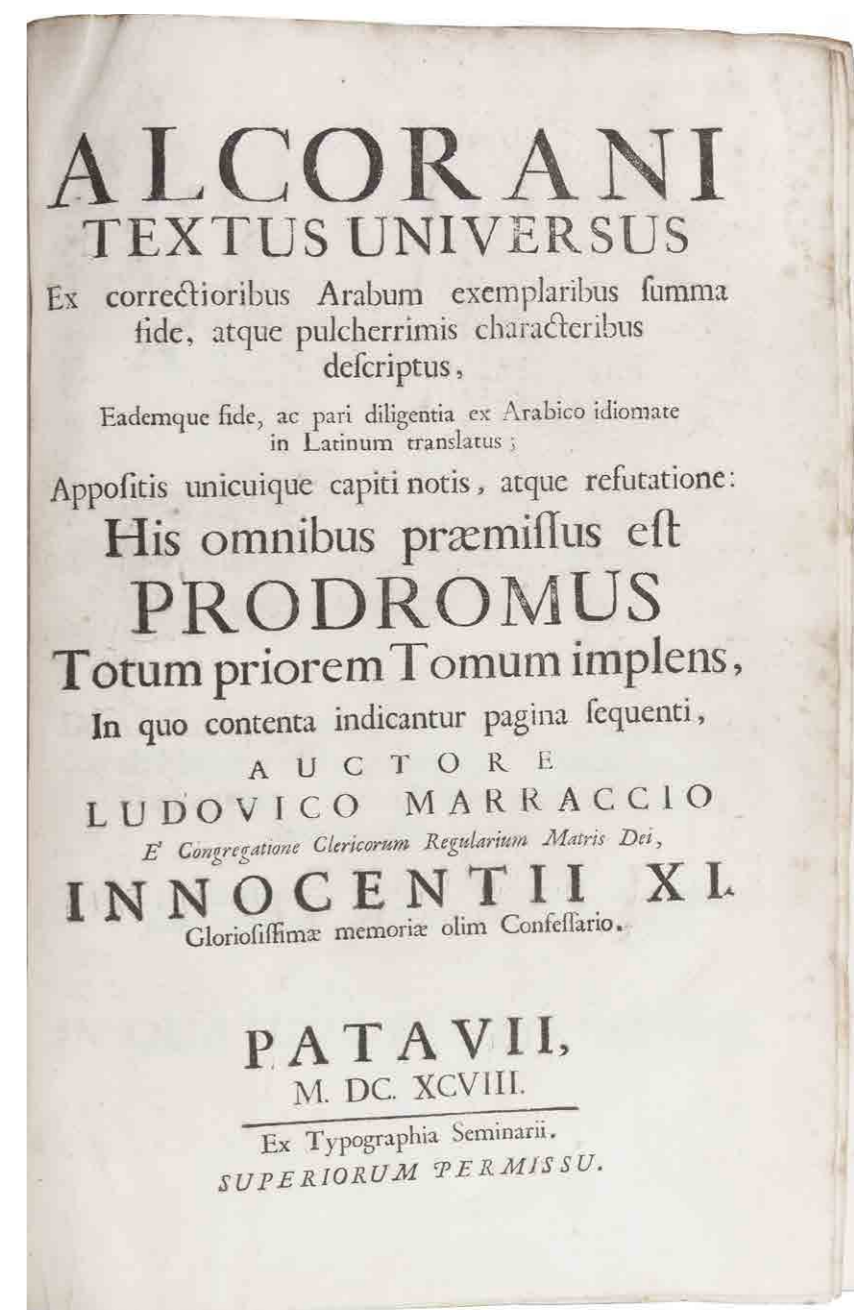 ALCORANI
TEXTUS UNIVERSUS
Ex correctioribus Arabum exemplaribus ſumma
fide, atque pulcherrimis characteribus
deſcriptus,
Eademque fide, ac pari diligentia ex Arabico idiomate
in Latinum translatus ;
Appoſitis unicuique capiti notis, atque refutatione:
His omnibus præmiſſus eſt
PRODROMUS
Totum priorem Tomum implens,
In quo contenta indicantur pagina ſequenti,
AUCTORE
LUDOVICO MARRACCIO
E' Congregatione Clericorum Regularium Matris Dei,
INNOCENTII XI.
Glorioſiſſimæ memoriæ olim Confeſſario.
PATAVII,
M. DC. XCVIII.
Ex Typographia Seminarii.
SUPERIORUM PERMISSU.